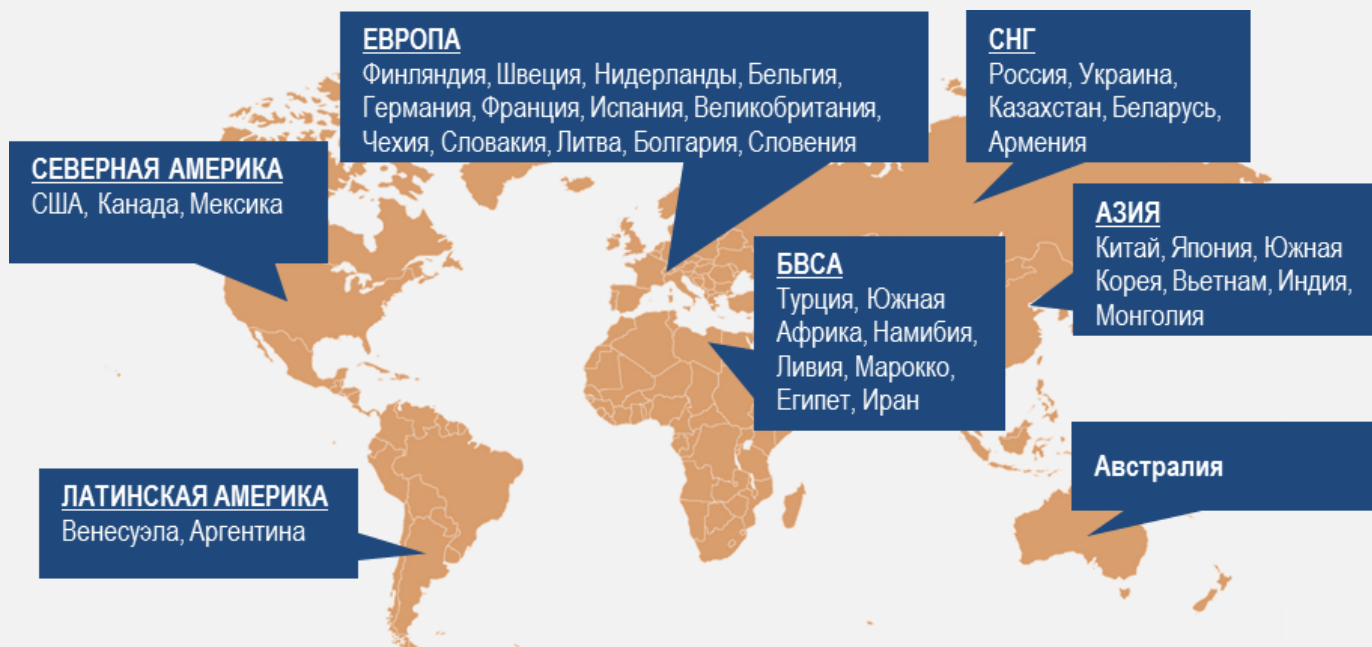 ЕВРОПА
Финляндия, Швеция, Нидерланды, Бельгия,
Германия, Франция, Испания, Великобритания,
Чехия, Словакия, Литва, Болгария, Словения
СНГ
Россия, Украина,
Казахстан, Беларусь,
Армения
СЕВЕРНАЯ АМЕРИКА
США, Канада, Мексика
АЗИЯ
Китай, Япония, Южная
Корея, Вьетнам, Индия,
Монголия
БВСА
Турция, Южная
Африка, Намибия,
Ливия, Марокко,
Египет, Иран
Австралия
ЛАТИНСКАЯ АМЕРИКА
Венесуэла, Аргентина